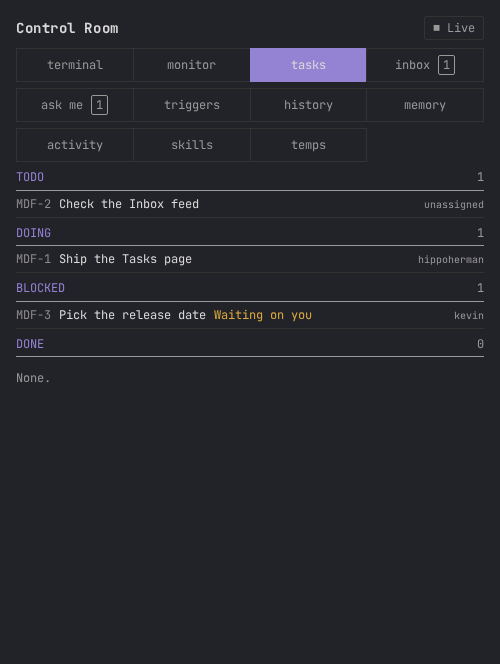 Control Room
Live
terminal monitor tasks inbox 1
ask me 1 triggers history memory
activity skills temps
TODO 1
MDF-2 Check the Inbox feed unassigned
DOING 1
MDF-1 Ship the Tasks page hippoherman
BLOCKED 1
MDF-3 Pick the release date Waiting on you kevin
DONE 0
None.